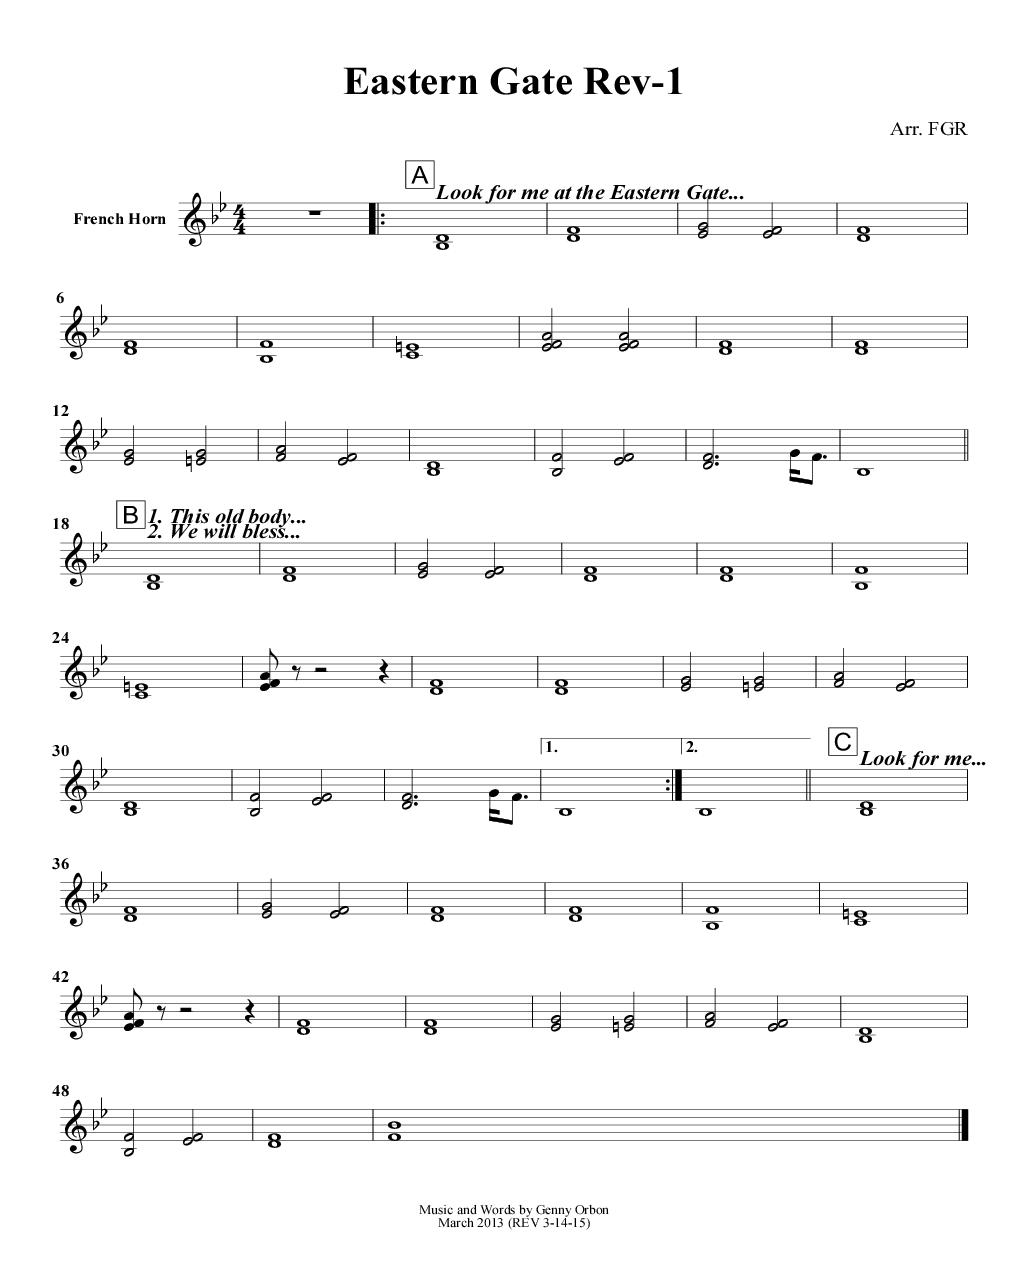 Eastern Gate Rev-1
Arr. FGR
A
Look for me at the Eastern Gate...
French Horn
6
12
B
1. This old body...
2. We will bless...
18
24
30
1.
2.
C
Look for me...
36
42
48
Music and Words by Genny Orbon
March 2013 (REV 3-14-15)